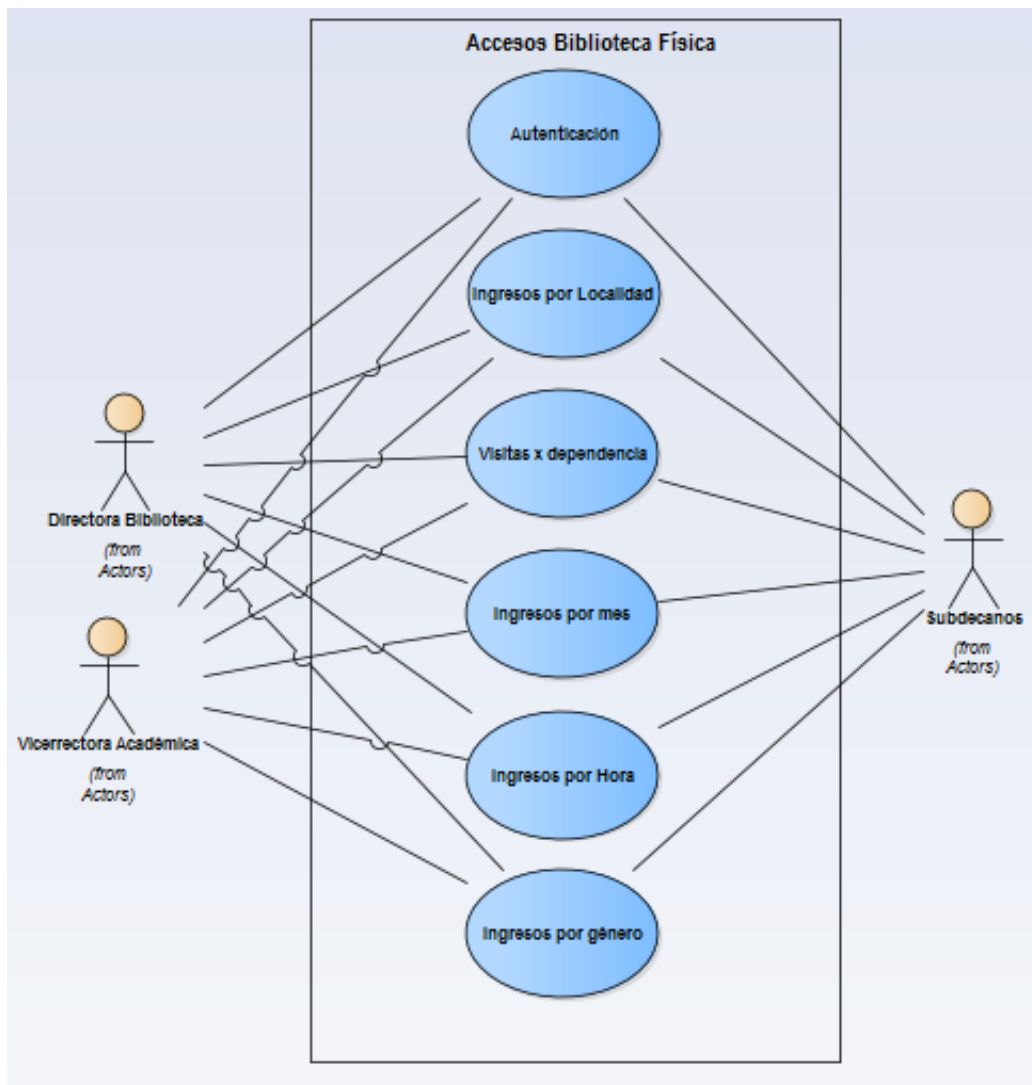 Accesos Biblioteca Física
Autenticación
Ingresos por Localidad
Visitas x dependencia
Ingresos por mes
Ingresos por Hora
Ingresos por género
Directora Biblioteca
(from
Actors)
Vicerrectora Académica
(from
Actors)
Subdecanos
(from
Actors)